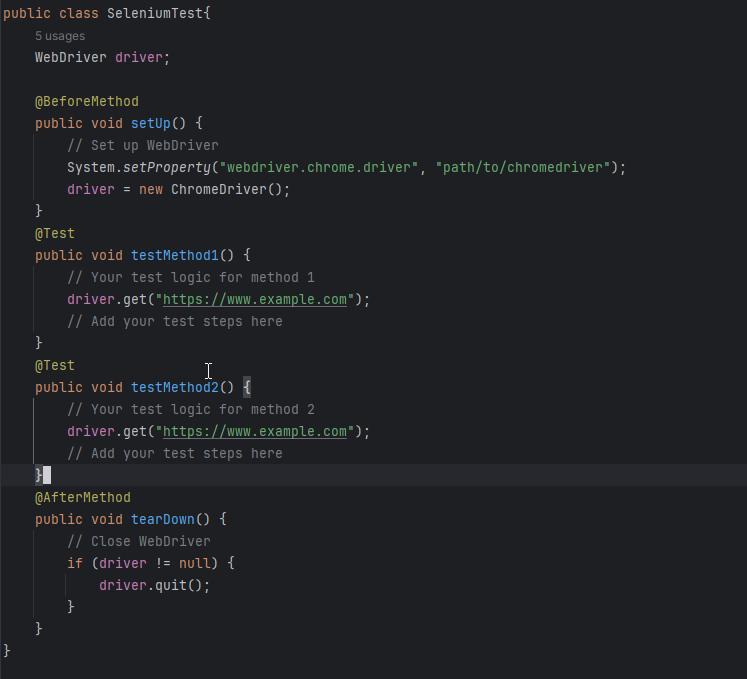 public class SeleniumTest{
5 usages
WebDriver driver;
@BeforeMethod
public void setUp() {
// Set up WebDriver
System.setProperty("webdriver.chrome.driver", "path/to/chromedriver");
driver = new ChromeDriver();
}
@Test
public void testMethod1() {
// Your test logic for method 1
driver.get("https://www.example.com");
// Add your test steps here
}
@Test
public void testMethod2() {
// Your test logic for method 2
driver.get("https://www.example.com");
// Add your test steps here
}
@AfterMethod
public void tearDown() {
// Close WebDriver
if (driver != null) {
driver.quit();
}
}
}